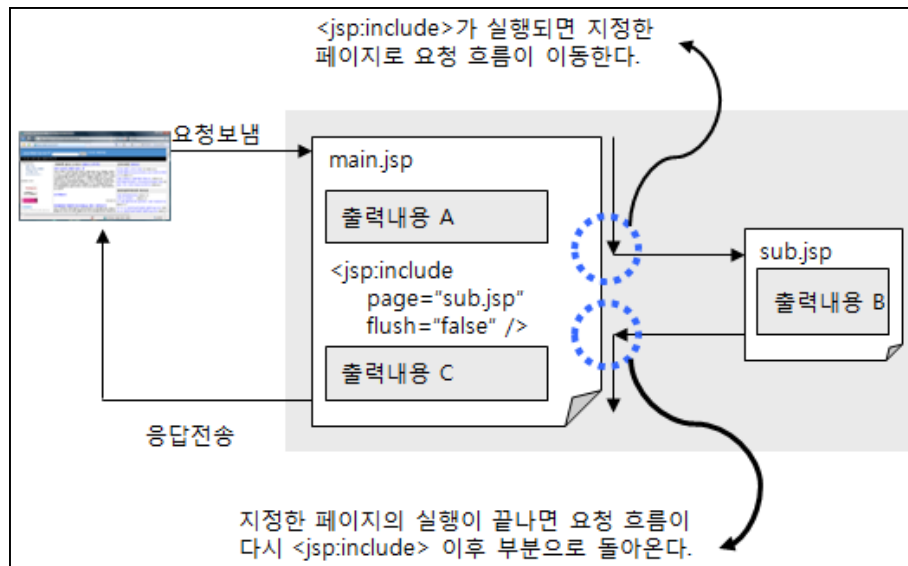 <jsp:include>가 실행되면 지정한
페이지로 요청 흐름이 이동한다.
요청보냄
main.jsp
출력내용 A
<jsp:include
page="sub.jsp"
flush="false" />
출력내용 C
sub.jsp
출력내용 B
응답전송
지정한 페이지의 실행이 끝나면 요청 흐름이
다시 <jsp:include> 이후 부분으로 돌아온다.